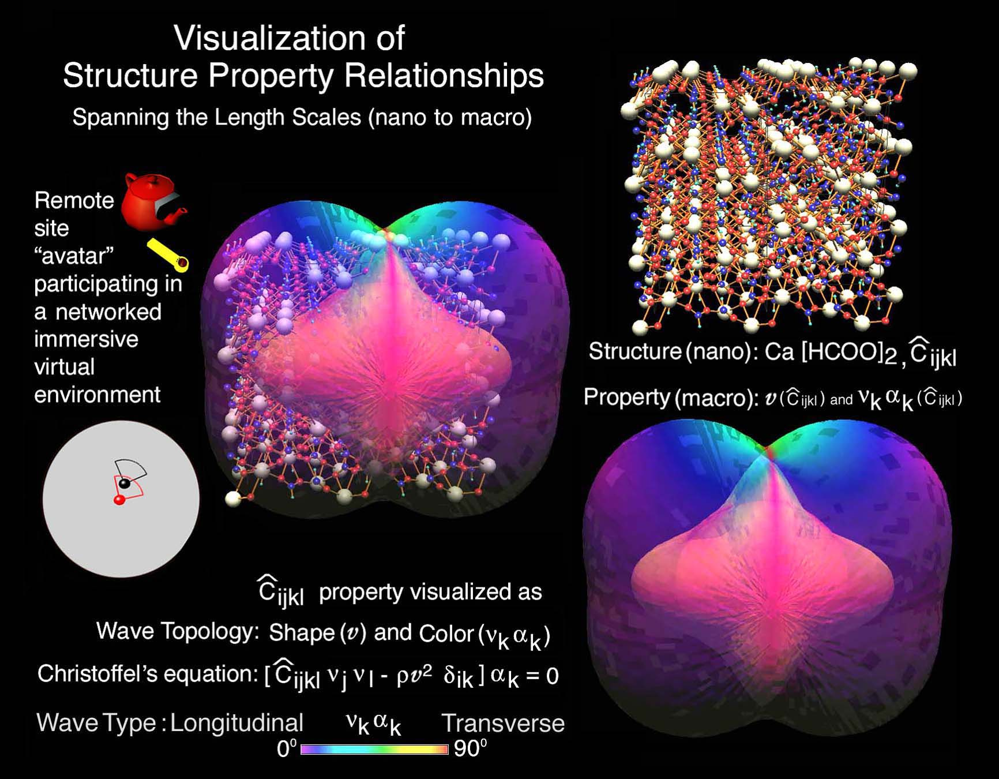 Visualization of
Structure Property Relationships
Spanning the Length Scales (nano to macro)
Remote
site
“avatar”
participating in
a networked
immersive
virtual
environment
Structure (nano): Ca [HCOO]2 , Ĉijkl
Property (macro): v (Ĉijkl) and νk αk (Ĉijkl)
Ĉijkl property visualized as
Wave Topology: Shape (v) and Color (νk αk)
Christoffel’s equation: [Ĉijkl νj νl - ρv² δik ] αk = 0
Wave Type : Longitudinal νk αk Transverse
0⁰ 90⁰